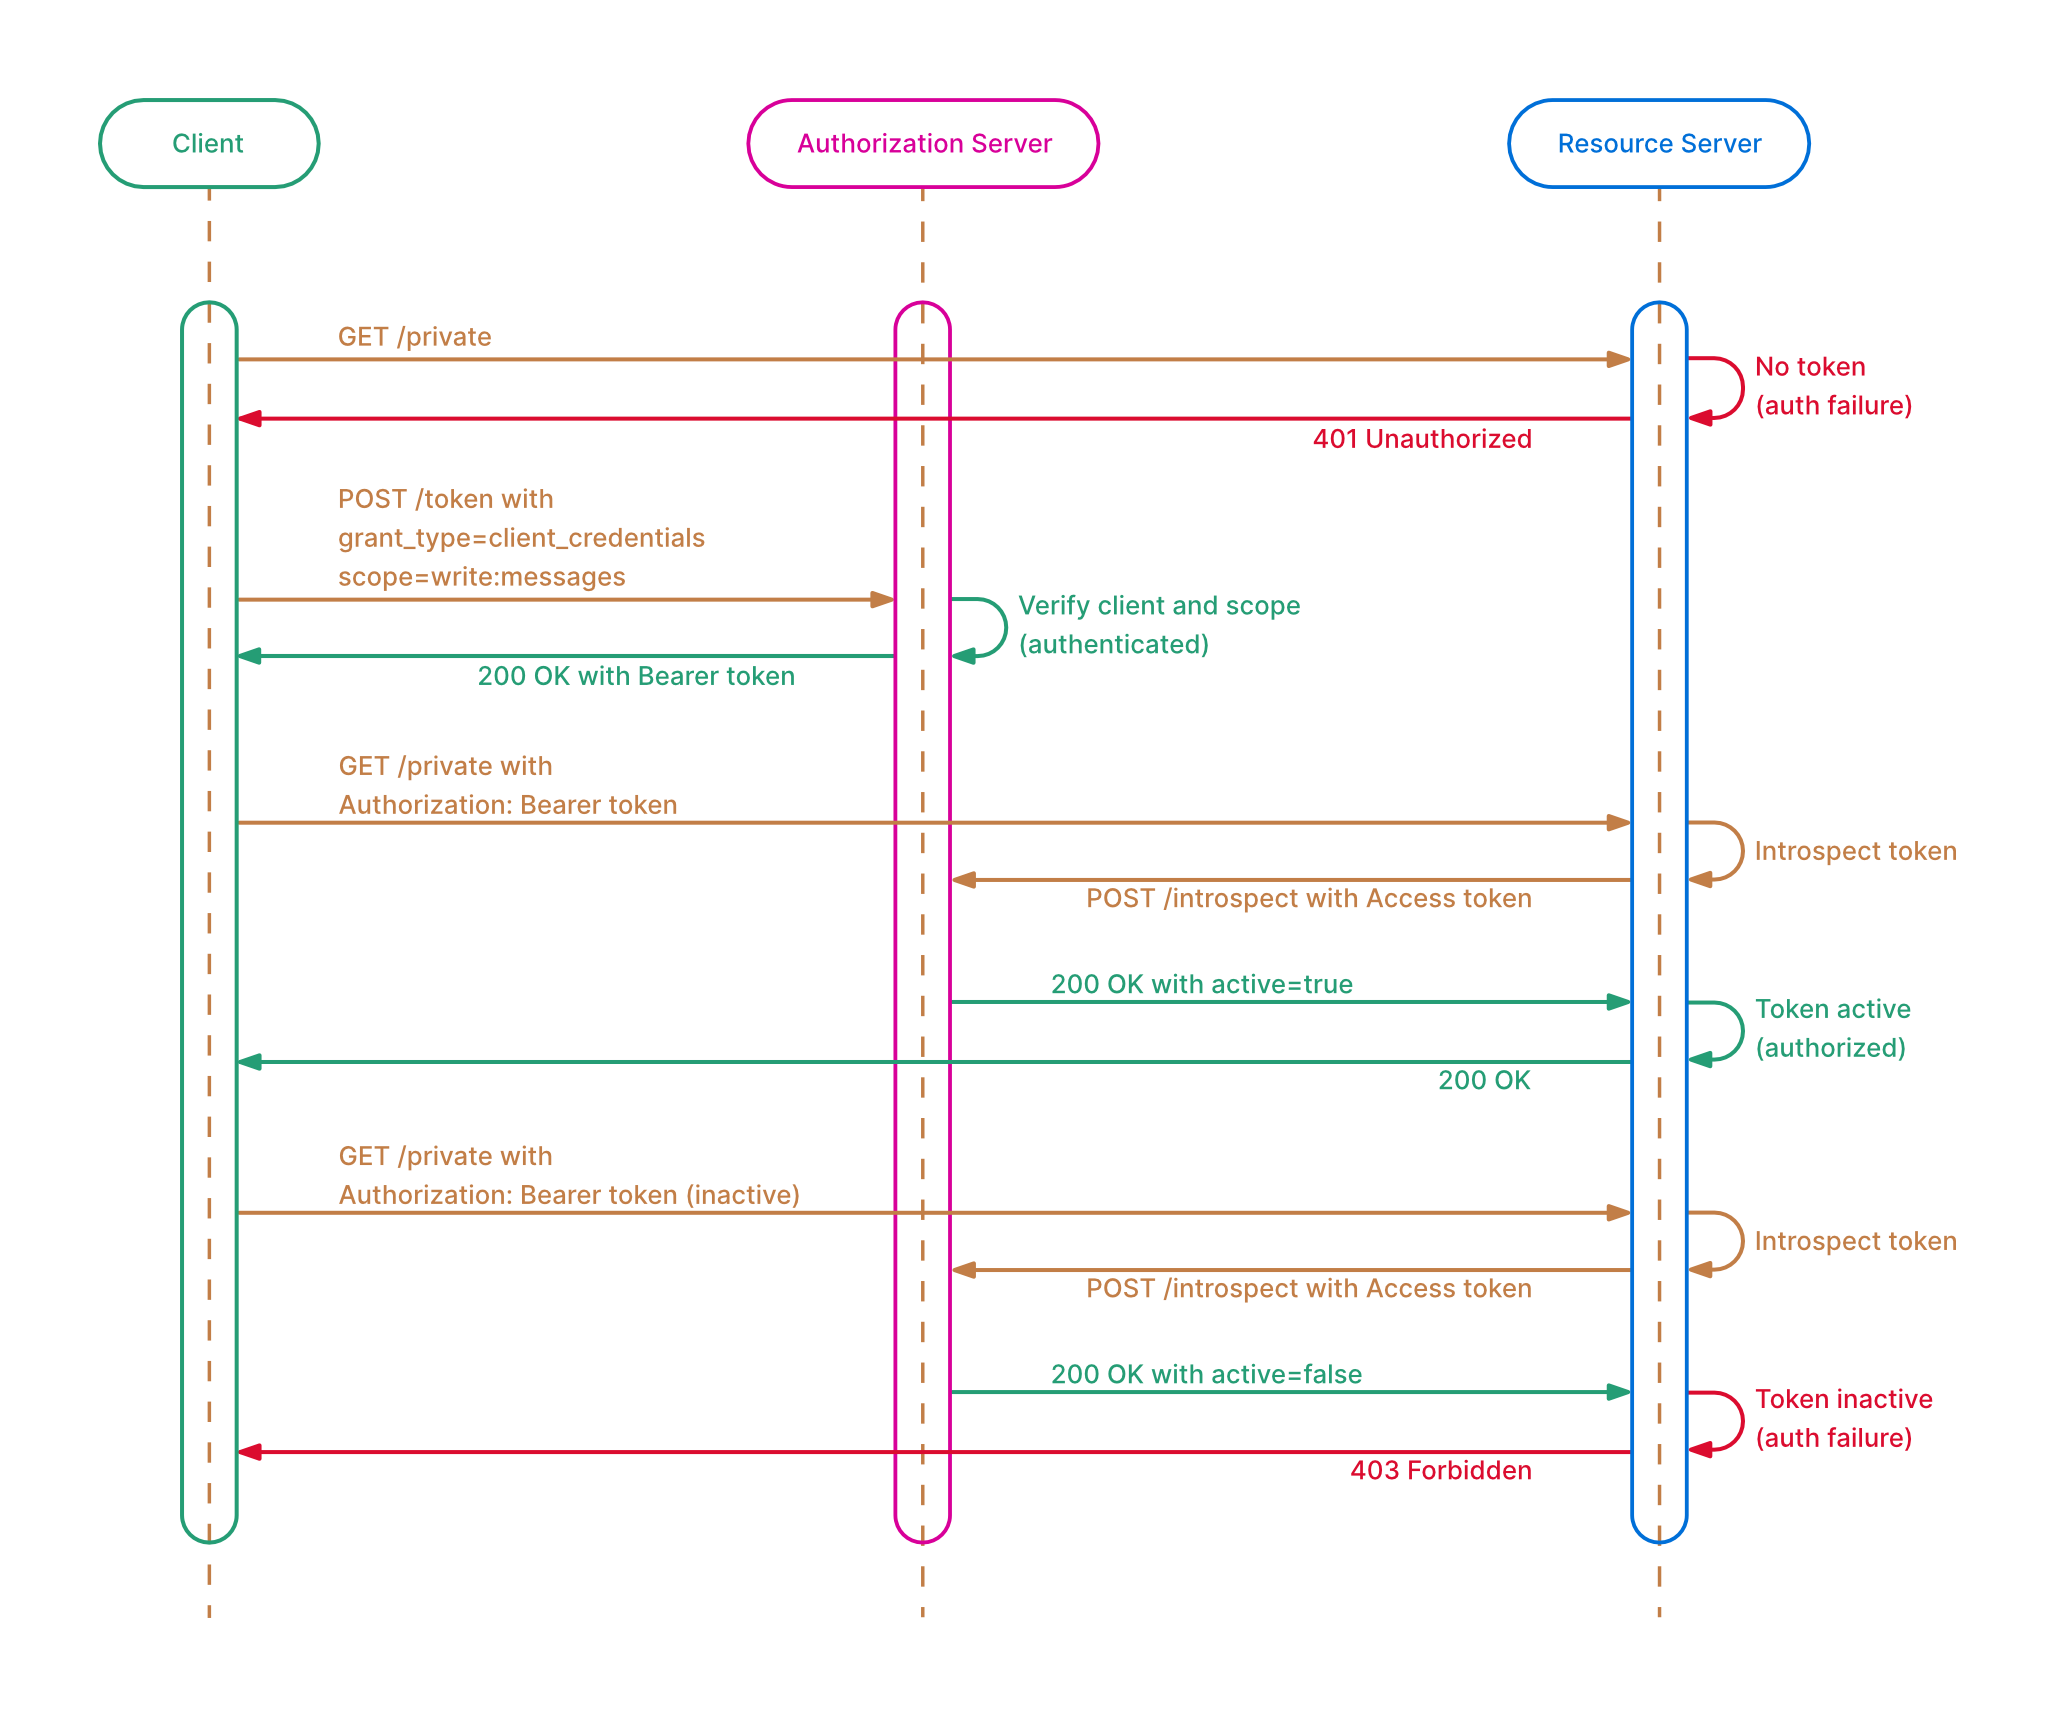 Client
Authorization Server
Resource Server
GET /private
No token
(auth failure)
401 Unauthorized
POST /token with
grant_type=client_credentials
scope=write:messages
Verify client and scope
(authenticated)
200 OK with Bearer token
GET /private with
Authorization: Bearer token
Introspect token
POST /introspect with Access token
200 OK with active=true
Token active
(authorized)
200 OK
GET /private with
Authorization: Bearer token (inactive)
Introspect token
POST /introspect with Access token
200 OK with active=false
Token inactive
(auth failure)
403 Forbidden